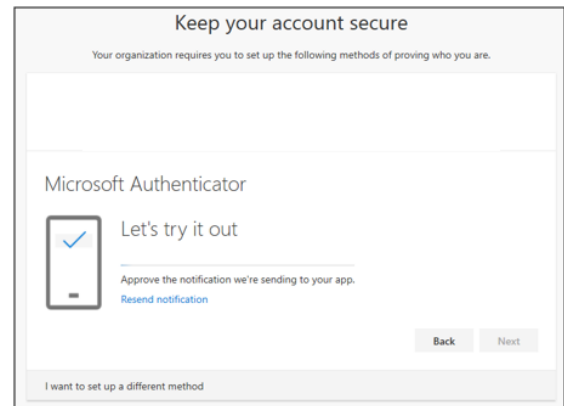 Keep your account secure
Your organization requires you to set up the following methods of proving who you are.
Microsoft Authenticator
Let's try it out
Approve the notification we're sending to your app.
Resend notification
Back Next
I want to set up a different method